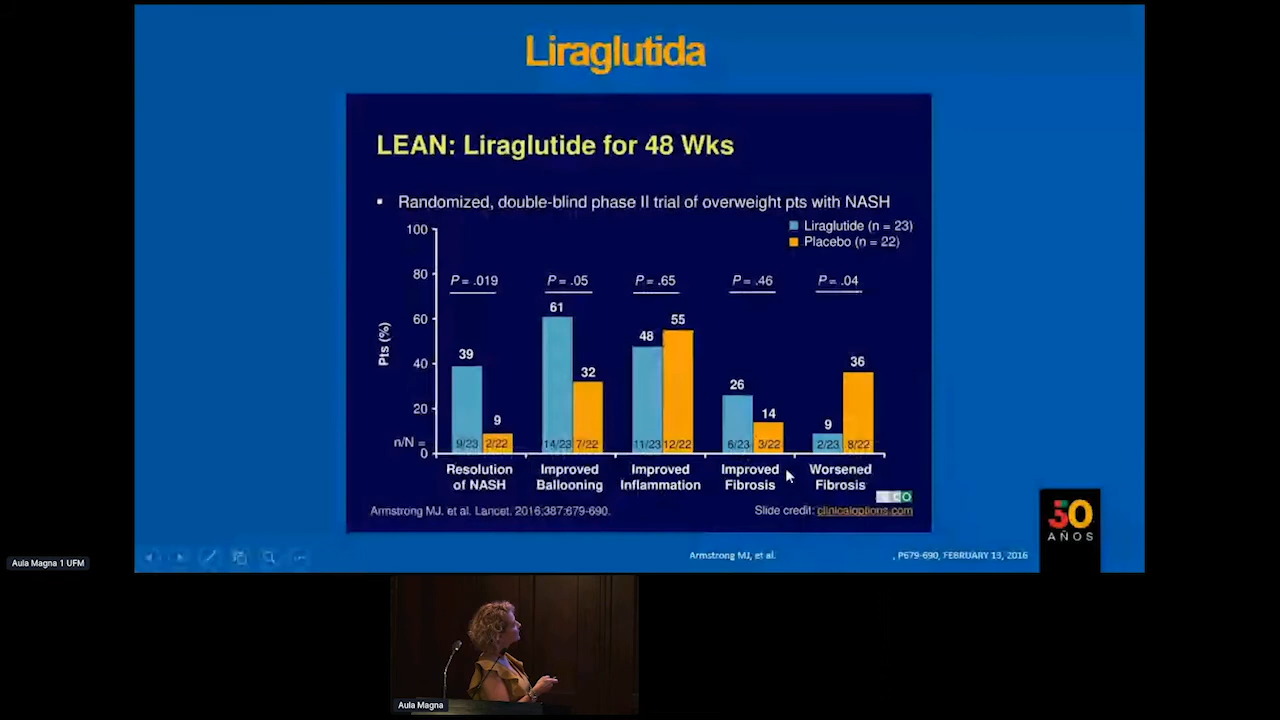 Liraglutida
LEAN: Liraglutide for 48 Wks
▪ Randomized, double-blind phase II trial of overweight pts with NASH
Liraglutide (n = 23)
Placebo (n = 22)
100
80
60
40
20
0
Pts (%)
P = .019
P = .05
P = .65
P = .46
P = .04
39
9
61
32
48
55
26
14
9
36
n/N =
9/23 2/22
14/23 7/22
11/23 12/22
6/23 3/22
2/23 8/22
Resolution
of NASH
Improved
Ballooning
Improved
Inflammation
Improved
Fibrosis
Worsened
Fibrosis
Armstrong MJ. et al. Lancet. 2016;387:679-690.
Slide credit: clinicaloptions.com
50
AÑOS
Armstrong MJ, et al.
, P679-690, FEBRUARY 13, 2016
Aula Magna 1 UFM
Aula Magna